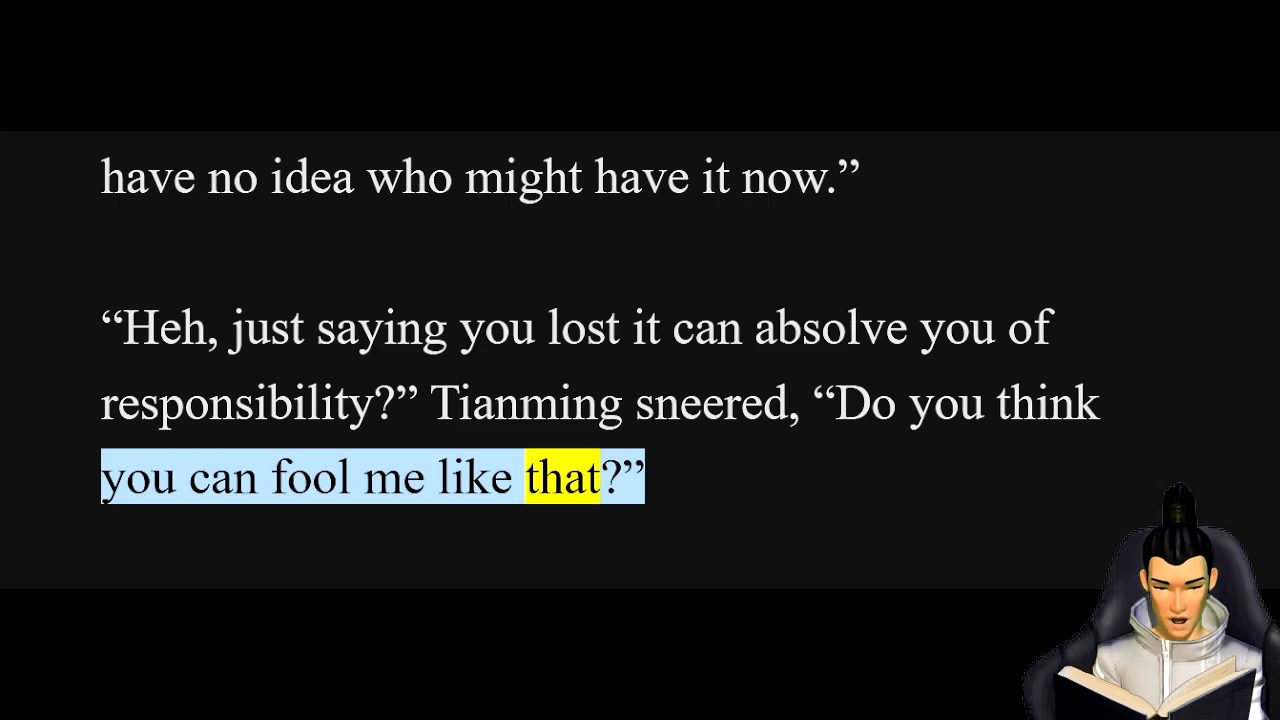 have no idea who might have it now.”
“Heh, just saying you lost it can absolve you of
responsibility?” Tianming sneered, “Do you think
you can fool me like that?”